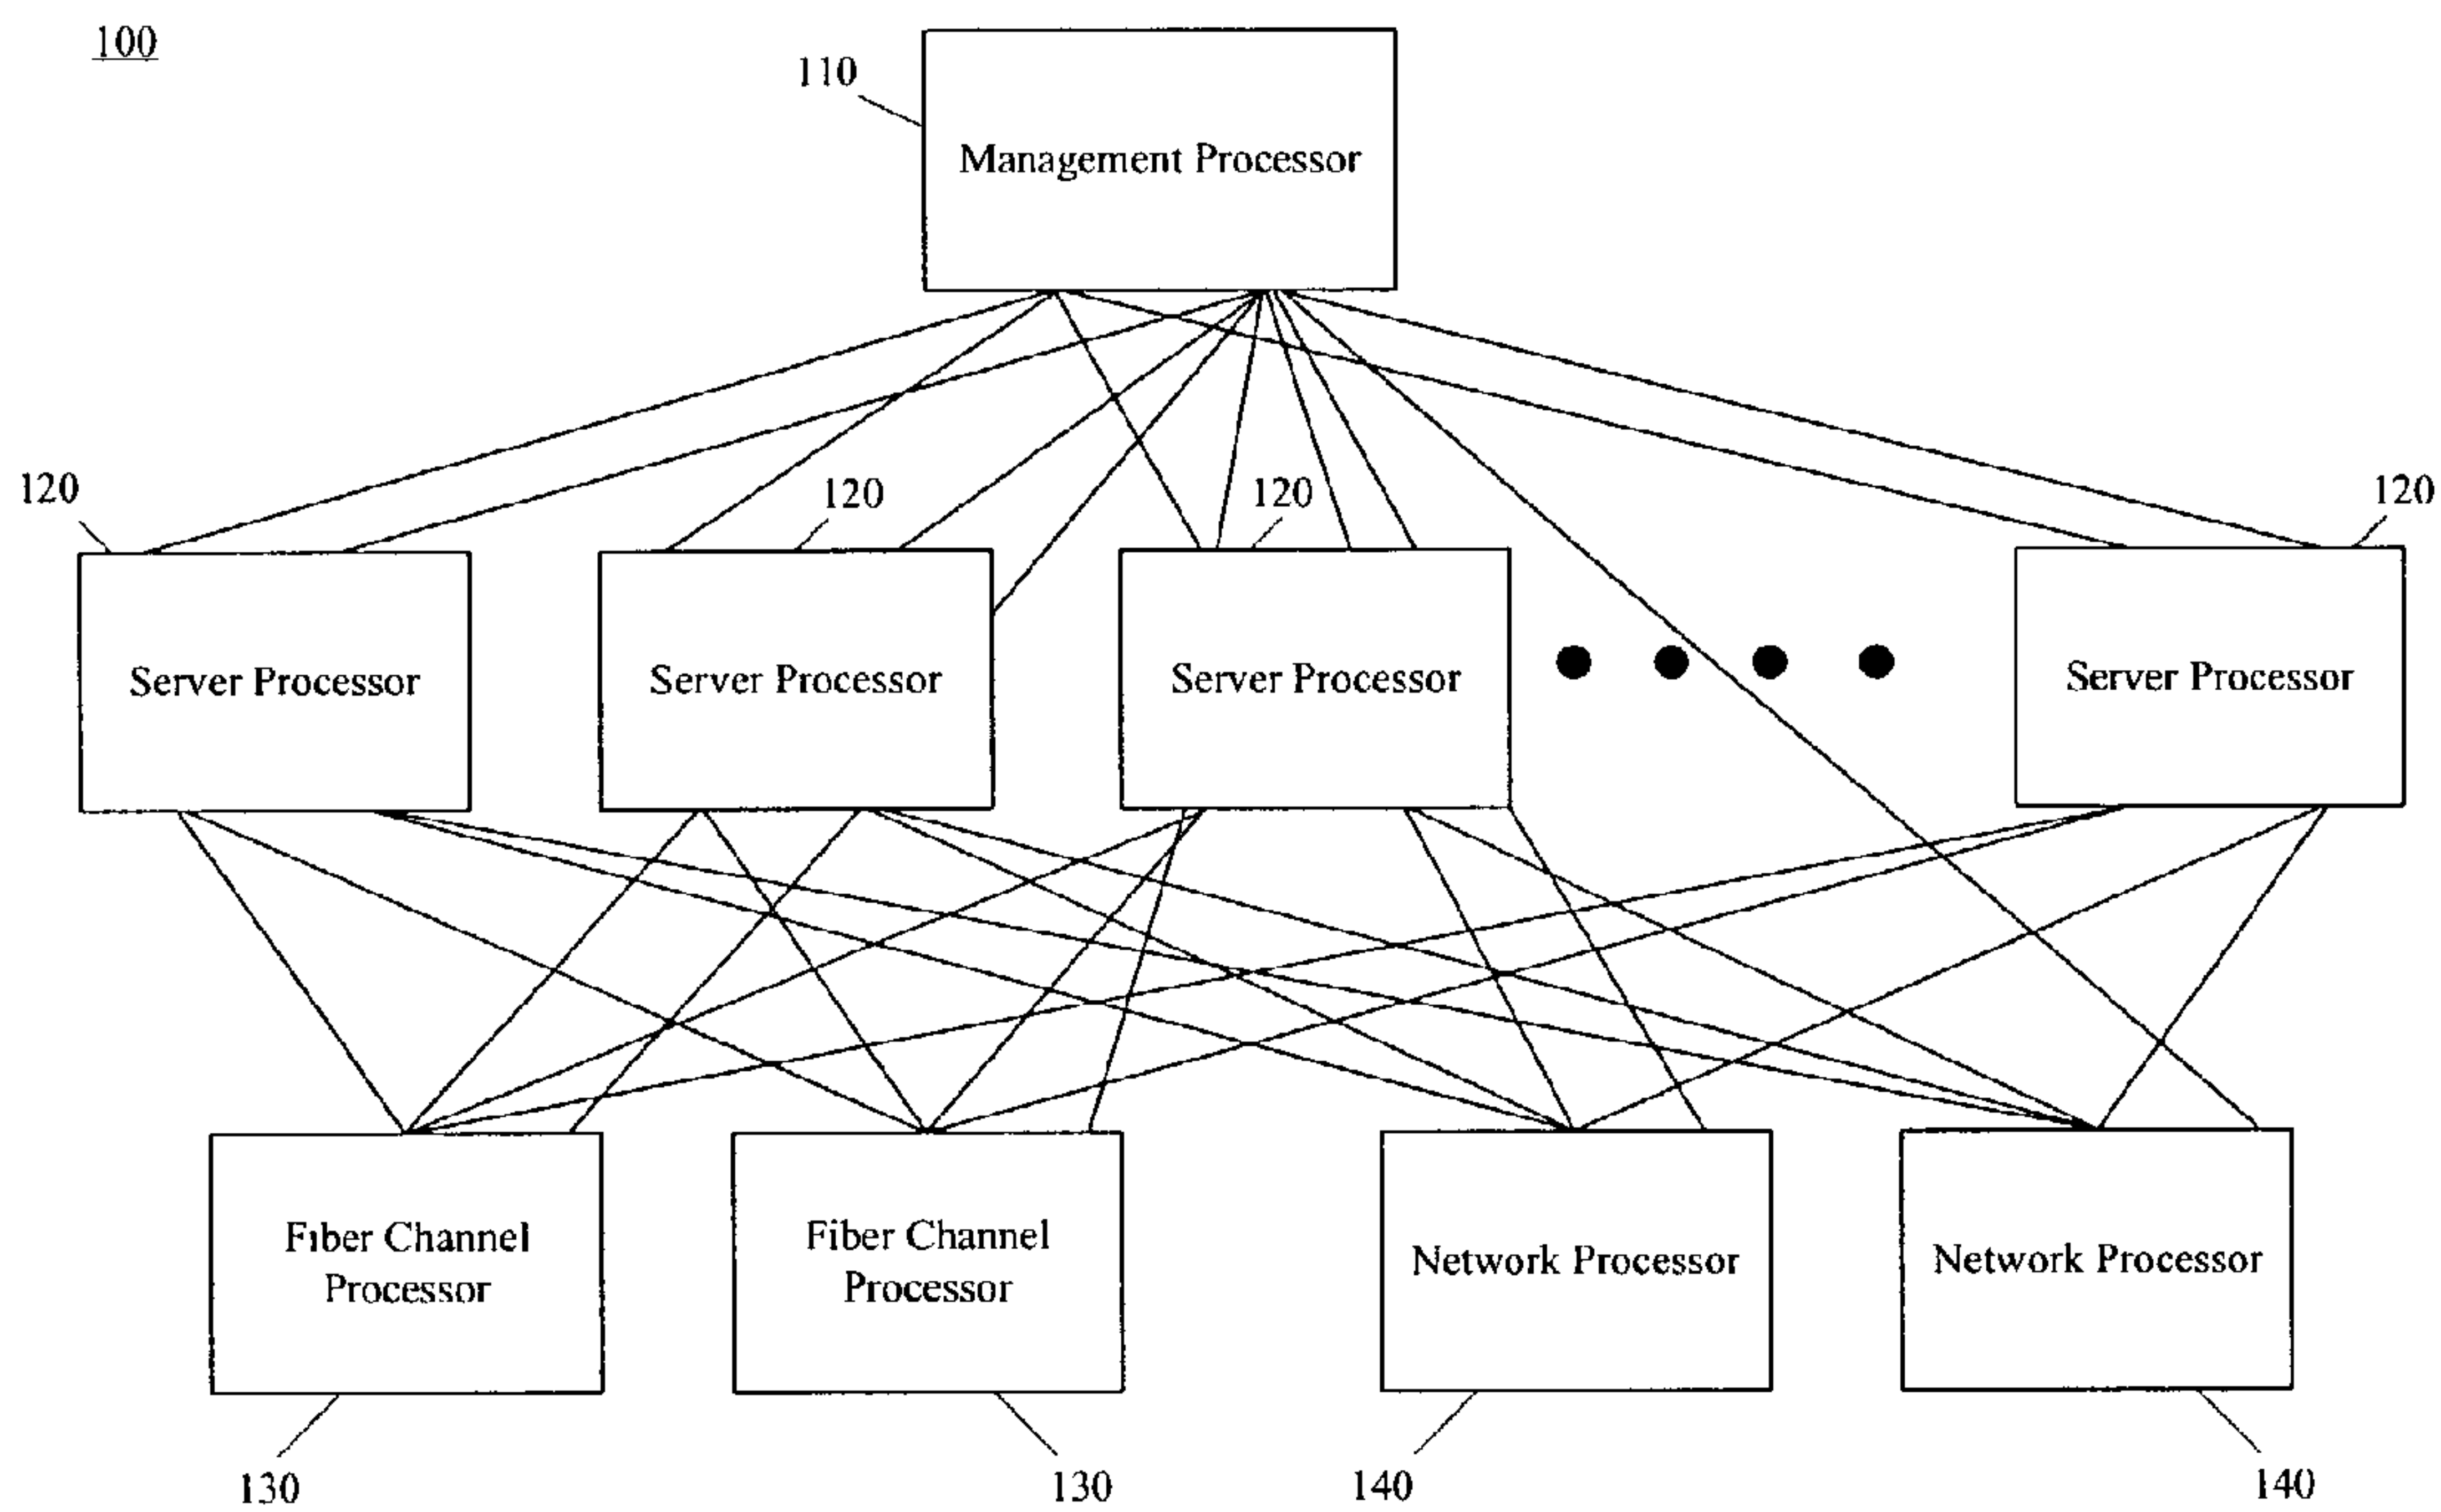 100
110
Management Processor
120
120
120
120
Server Processor
Server Processor
Server Processor
Server Processor
Fiber Channel
Processor
Fiber Channel
Processor
Network Processor
Network Processor
130
130
140
140